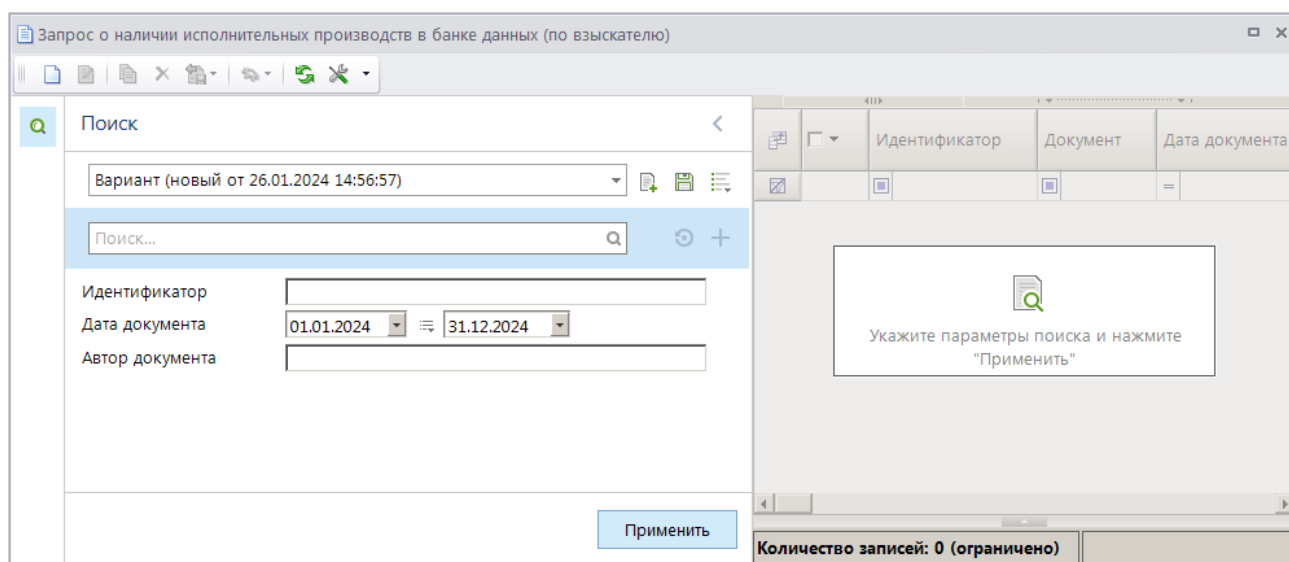 Запрос о наличии исполнительных производств в банке данных (по взыскателю)
Поиск
Вариант (новый от 26.01.2024 14:56:57)
Поиск...
Идентификатор
Дата документа 01.01.2024 31.12.2024
Автор документа
Применить
Идентификатор Документ Дата документа
=
Укажите параметры поиска и нажмите
"Применить"
Количество записей: 0 (ограничено)